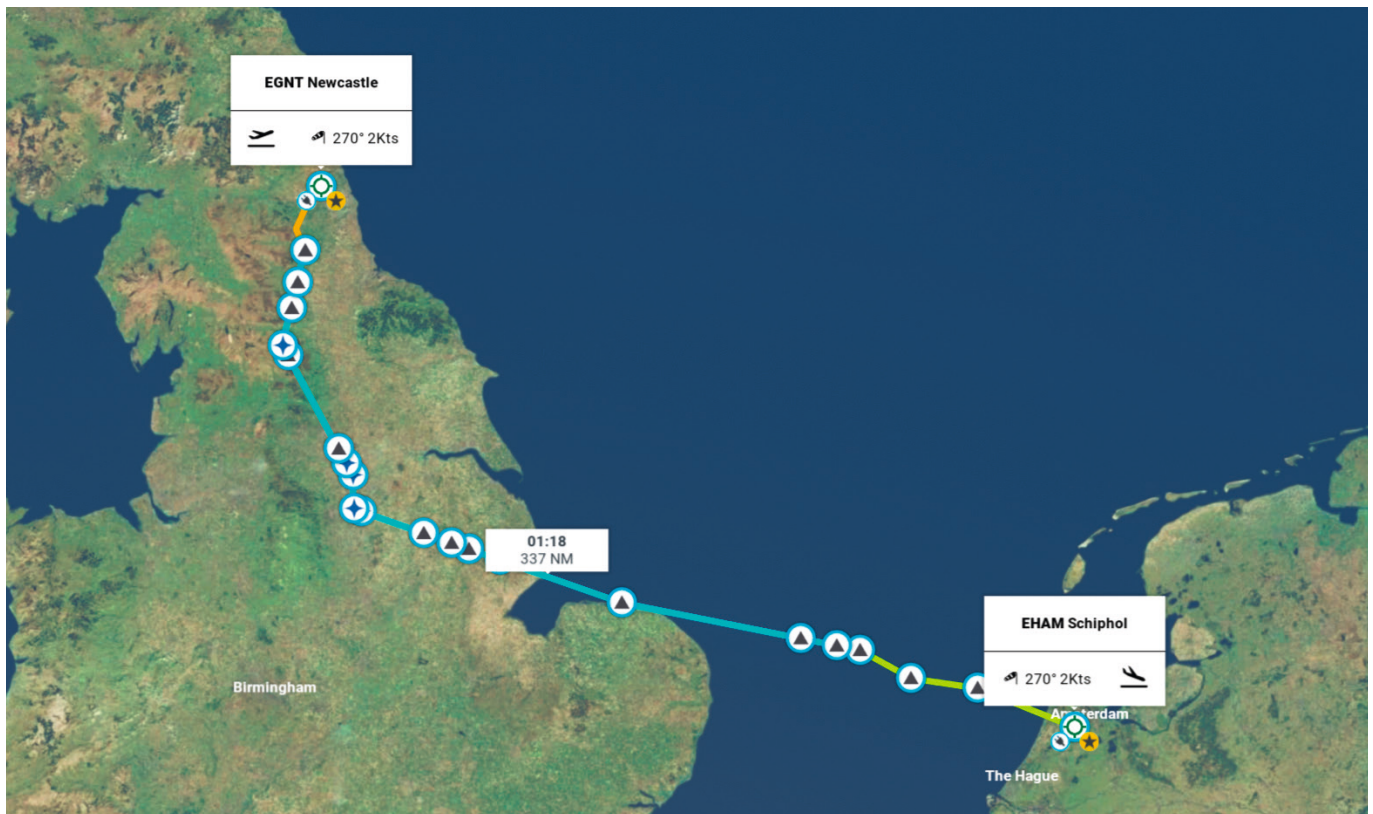 EGNT Newcastle
270° 2Kts
01:18
337 NM
EHAM Schiphol
270° 2Kts
Birmingham
Amsterdam
The Hague